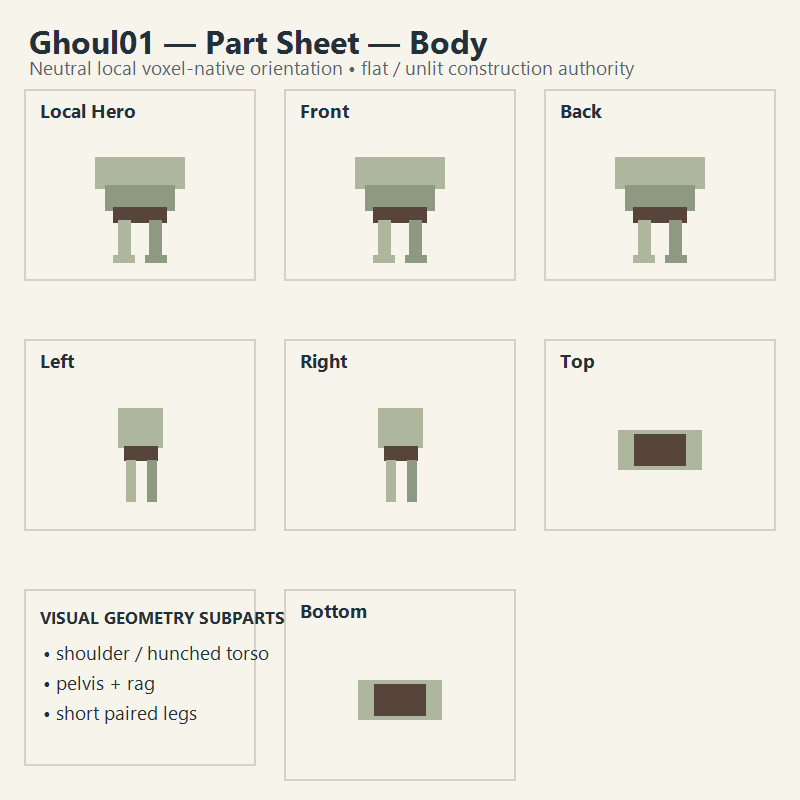 Ghoul01 — Part Sheet — Body
Neutral local voxel-native orientation • flat / unlit construction authority
Local Hero
Front
Back
Left
Right
Top
VISUAL GEOMETRY SUBPARTS
• shoulder / hunched torso
• pelvis + rag
• short paired legs
Bottom